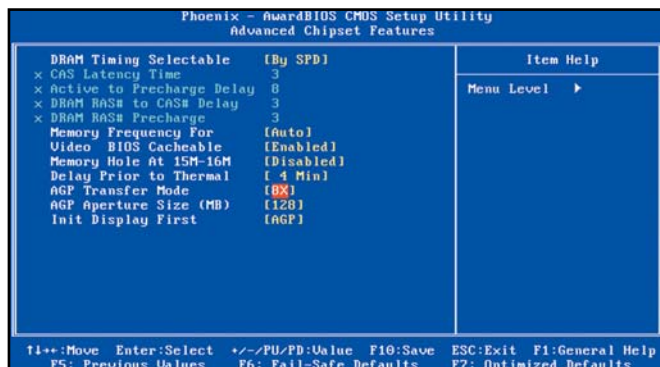 Phoenix - AwardBIOS CMOS Setup Utility
Advanced Chipset Features
DRAM Timing Selectable [By SPD]
x CAS Latency Time 3
x Active to Precharge Delay 8
x DRAM RAS# to CAS# Delay 3
x DRAM RAS# Precharge 3
Memory Frequency For [Auto]
Video BIOS Cacheable [Enabled]
Memory Hole At 15M-16M [Disabled]
Delay Prior to Thermal [ 4 Min]
AGP Transfer Mode [8X]
AGP Aperture Size (MB) [128]
Init Display First [AGP]
Item Help
Menu Level ▶
↑↓→←:Move Enter:Select +/-/PU/PD:Value F10:Save ESC:Exit F1:General Help
F5: Previous Values F6: Fail-Safe Defaults F7: Optimized Defaults